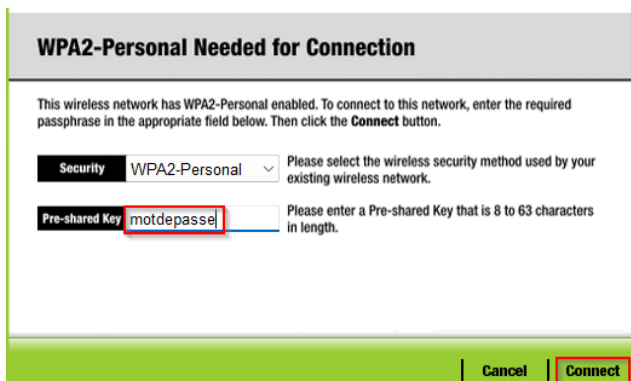 WPA2-Personal Needed for Connection
This wireless network has WPA2-Personal enabled. To connect to this network, enter the required
passphrase in the appropriate field below. Then click the Connect button.
Security WPA2-Personal Please select the wireless security method used by your
existing wireless network.
Pre-shared Key motdepasse Please enter a Pre-shared Key that is 8 to 63 characters
in length.
Cancel Connect